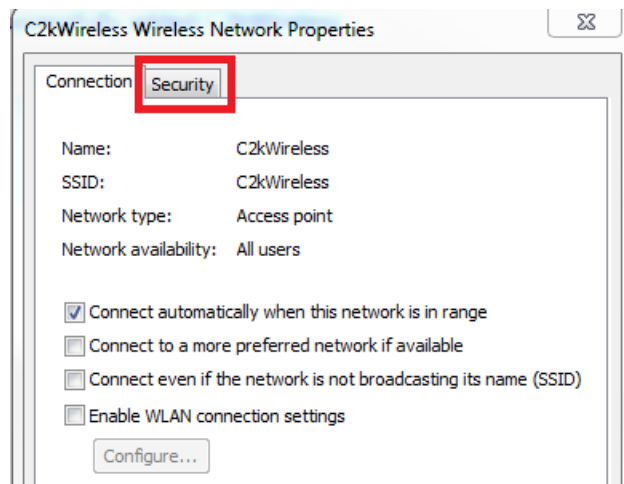 C2kWireless Wireless Network Properties
Connection Security
Name: C2kWireless
SSID: C2kWireless
Network type: Access point
Network availability: All users
Connect automatically when this network is in range
Connect to a more preferred network if available
Connect even if the network is not broadcasting its name (SSID)
Enable WLAN connection settings
Configure...